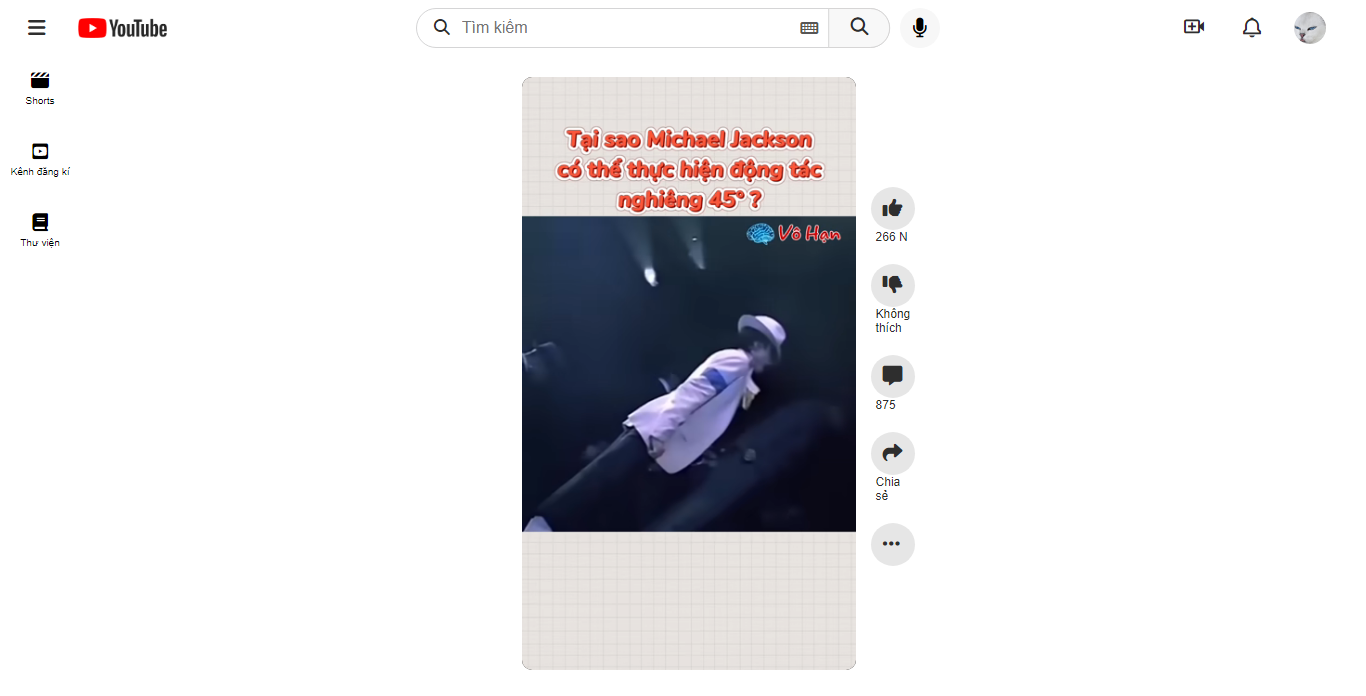 YouTube
Tìm kiếm
Shorts
Kênh đăng kí
Thư viện
Tại sao Michael Jackson
có thể thực hiện động tác
nghiêng 45° ?
Vô Hạn
266 N
Không
thích
875
Chia
sẻ